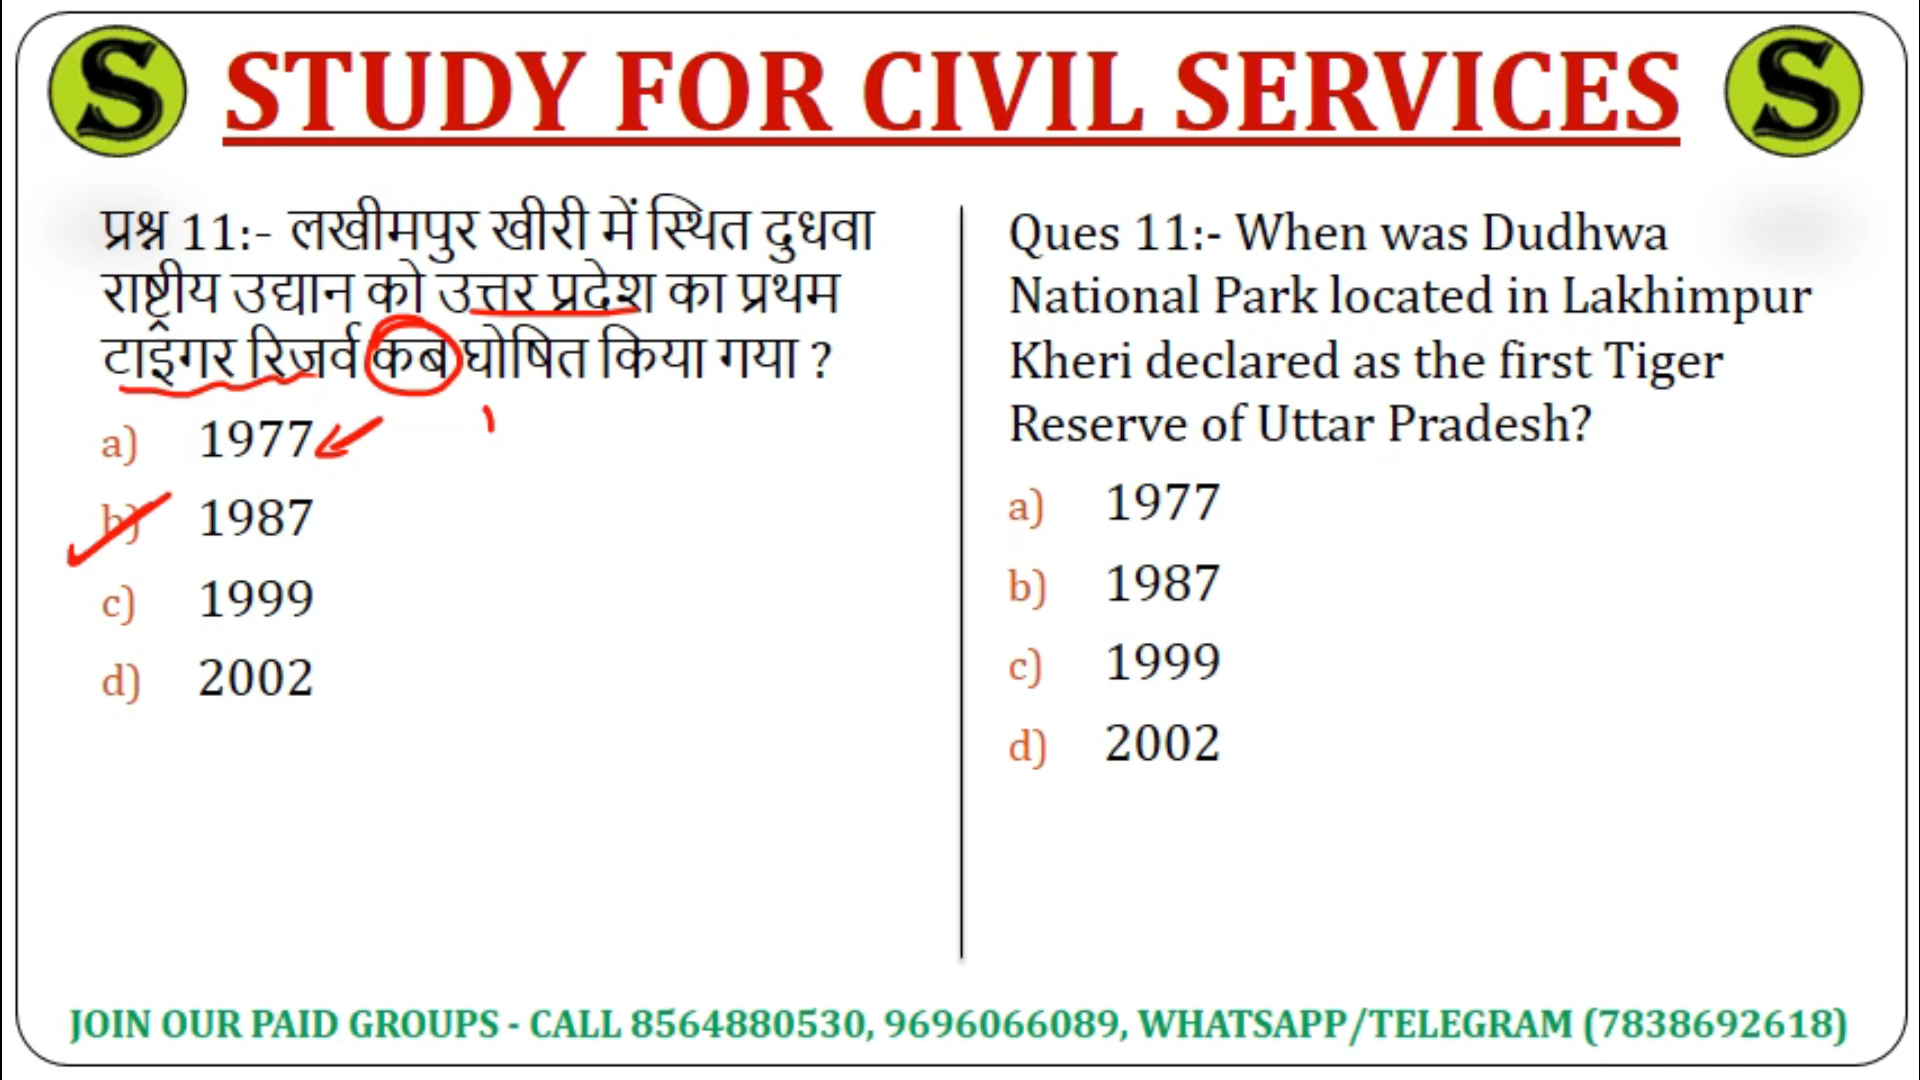 S STUDY FOR CIVIL SERVICES S
प्रश्न 11:- लखीमपुर खीरी में स्थित दुधवा
राष्ट्रीय उद्यान को उत्तर प्रदेश का प्रथम
टाईगर रिजर्व कब घोषित किया गया ?
a) 1977
b) 1987
c) 1999
d) 2002
Ques 11:- When was Dudhwa
National Park located in Lakhimpur
Kheri declared as the first Tiger
Reserve of Uttar Pradesh?
a) 1977
b) 1987
c) 1999
d) 2002
JOIN OUR PAID GROUPS - CALL 8564880530, 9696066089, WHATSAPP/TELEGRAM (7838692618)